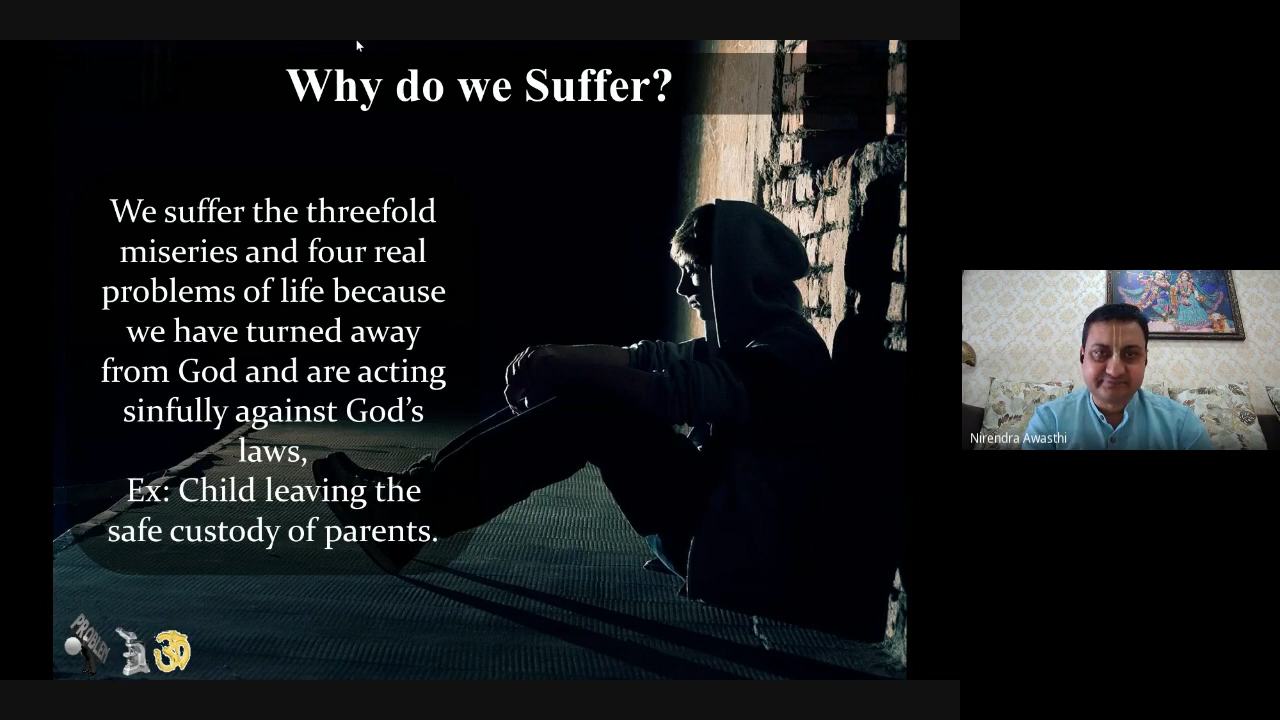 Why do we Suffer?
We suffer the threefold
miseries and four real
problems of life because
we have turned away
from God and are acting
sinfully against God’s
laws,
Ex: Child leaving the
safe custody of parents.
PROBLEM
ॐ
Nirendra Awasthi